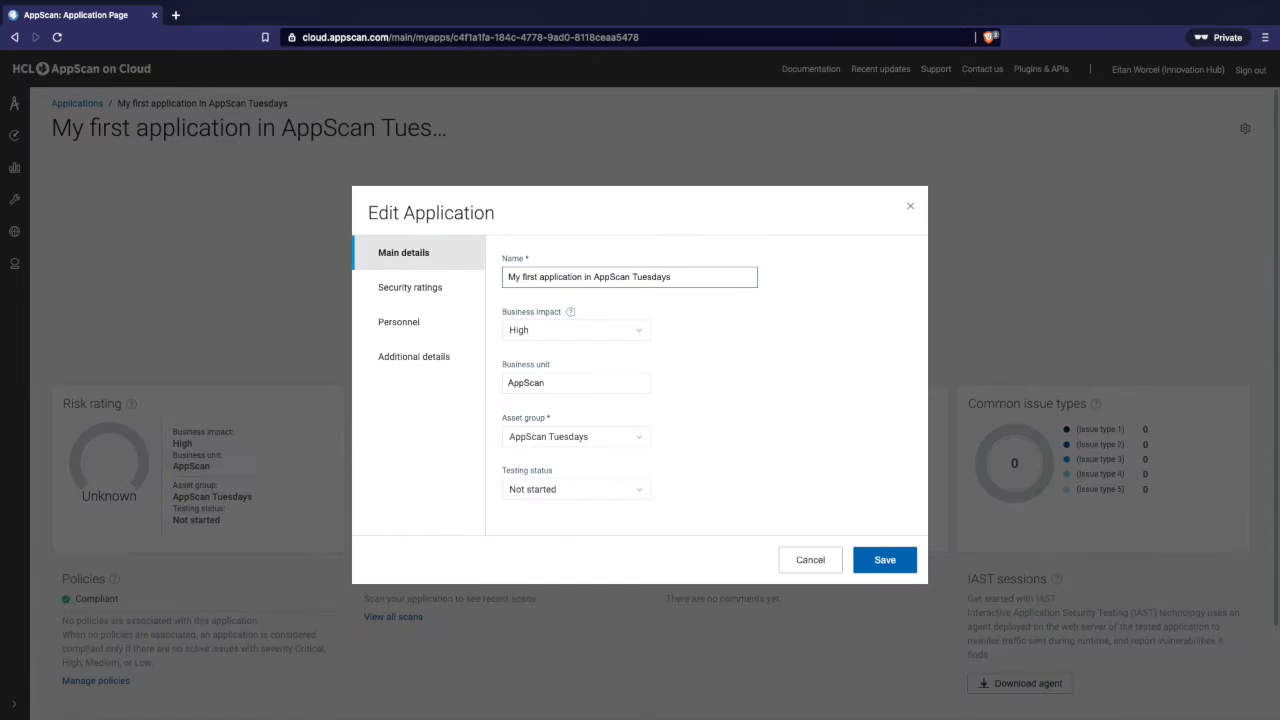 AppScan: Application Page
cloud.appscan.com/main/myapps/c4f1a1fa-184c-4778-9ad0-8118ceaa5478
2
Private
HCL AppScan on Cloud
Documentation
Recent updates
Support
Contact us
Plugins & APIs
|
Eitan Worcel (Innovation Hub)
Sign out
Applications / My first application in AppScan Tuesdays
My first application in AppScan Tues...
Edit Application
Main details
Security ratings
Personnel
Additional details
Name *
My first application in AppScan Tuesdays
Business impact ?
High
Business unit
AppScan
Asset group *
AppScan Tuesdays
Testing status
Not started
Cancel
Save
Risk rating ?
Unknown
Business impact:
High
Business unit:
AppScan
Asset group:
AppScan Tuesdays
Testing status:
Not started
Common issue types ?
0
(Issue type 1) 0
(Issue type 2) 0
(Issue type 3) 0
(Issue type 4) 0
(Issue type 5) 0
Policies ?
Compliant
No policies are associated with this application.
When no policies are associated, an application is considered
compliant only if there are no active issues with severity Critical,
High, Medium, or Low.
Manage policies
Scan your application to see recent scans
View all scans
There are no comments yet.
IAST sessions ?
Get started with IAST
Interactive Application Security Testing (IAST) technology uses an
agent deployed on the web server of the tested application to
monitor traffic sent during runtime, and report vulnerabilities it
finds
Download agent